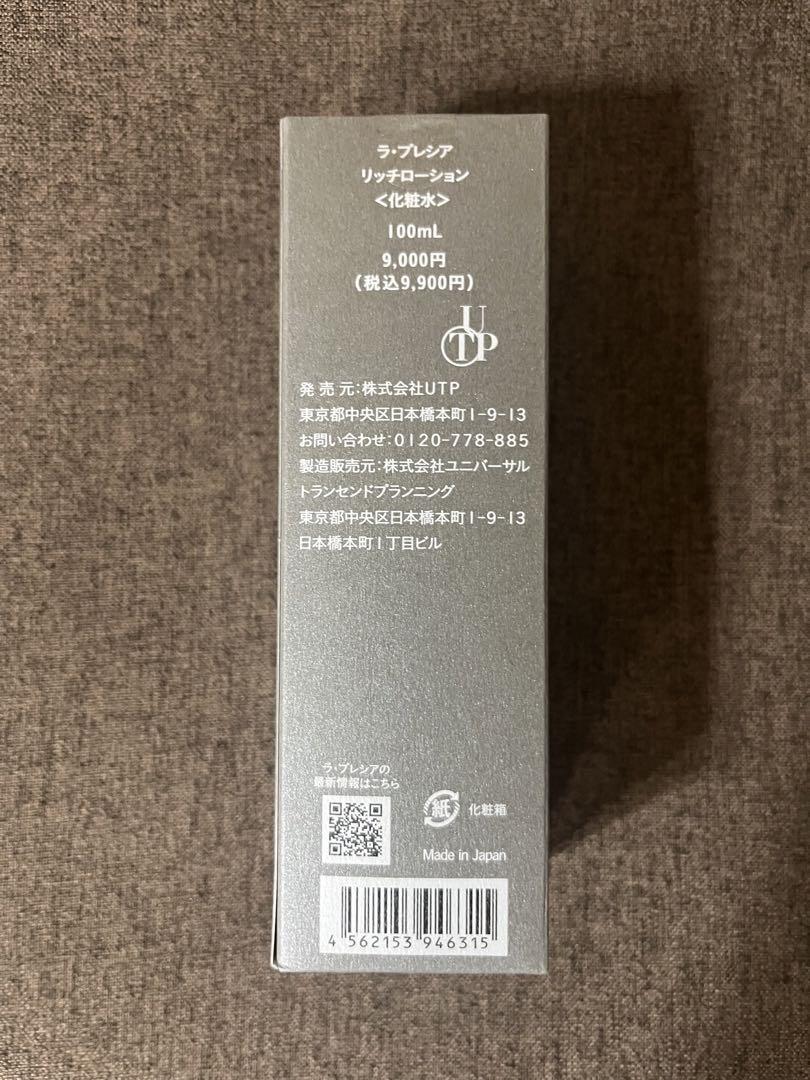 ラ・プレシア
リッチローション
<化粧水>
100mL
9,000円
(税込9,900円)
UTP
発売元:株式会社UTP
東京都中央区日本橋本町1-9-13
お問い合わせ:0120-778-885
製造販売元:株式会社ユニバーサル
トランセンドプランニング
東京都中央区日本橋本町1-9-13
日本橋本町1丁目ビル
ラ・プレシアの
最新情報はこちら
紙 化粧箱
Made in Japan
4 562153 946315